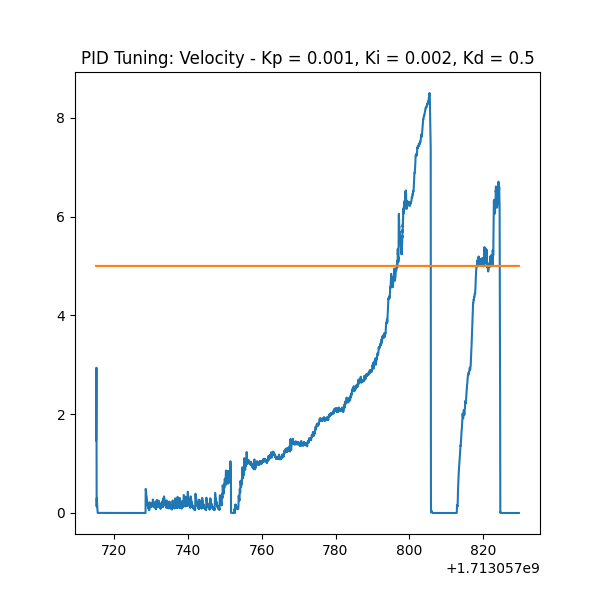 PID Tuning: Velocity - Kp = 0.001, Ki = 0.002, Kd = 0.5
8
6
4
2
0
720 740 760 780 800 820
+1.713057e9